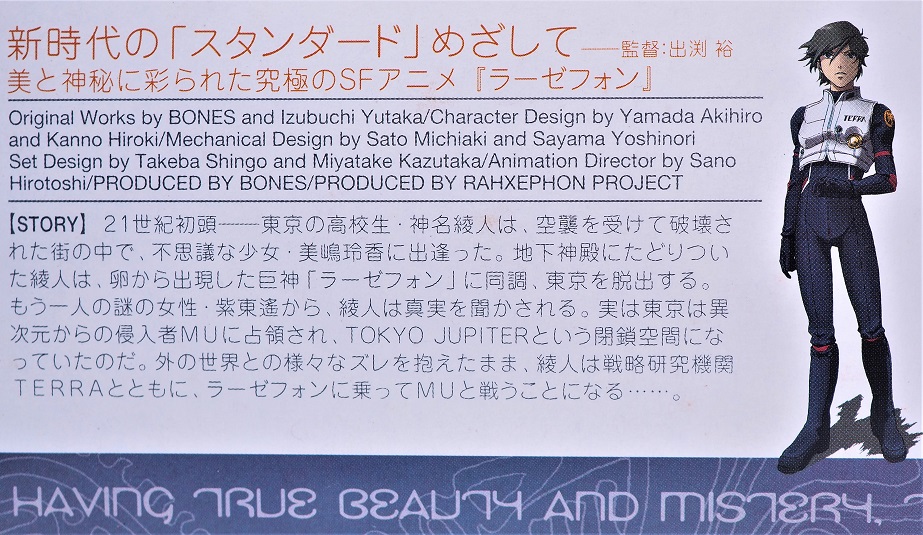 新時代の「スタンダード」めざして──監督:出渕 裕
美と神秘に彩られた究極のSFアニメ『ラーゼフォン』
Original Works by BONES and Izubuchi Yutaka/Character Design by Yamada Akihiro
and Kanno Hiroki/Mechanical Design by Sato Michiaki and Sayama Yoshinori
Set Design by Takeba Shingo and Miyatake Kazutaka/Animation Director by Sano
Hirotoshi/PRODUCED BY BONES/PRODUCED BY RAHXEPHON PROJECT
【STORY】 21世紀初頭──東京の高校生・神名綾人は、空襲を受けて破壊さ
れた街の中で、不思議な少女・美嶋玲香に出逢った。地下神殿にたどりつい
た綾人は、卵から出現した巨神「ラーゼフォン」に同調、東京を脱出する。
もう一人の謎の女性・紫東遙から、綾人は真実を聞かされる。実は東京は異
次元からの侵入者MUに占領され、TOKYO JUPITERという閉鎖空間にな
っていたのだ。外の世界との様々なズレを抱えたまま、綾人は戦略研究機関
TERRAとともに、ラーゼフォンに乗ってMUと戦うことになる……。
TERRA
HAVING TRUE BEAUTY AND MISTERY,